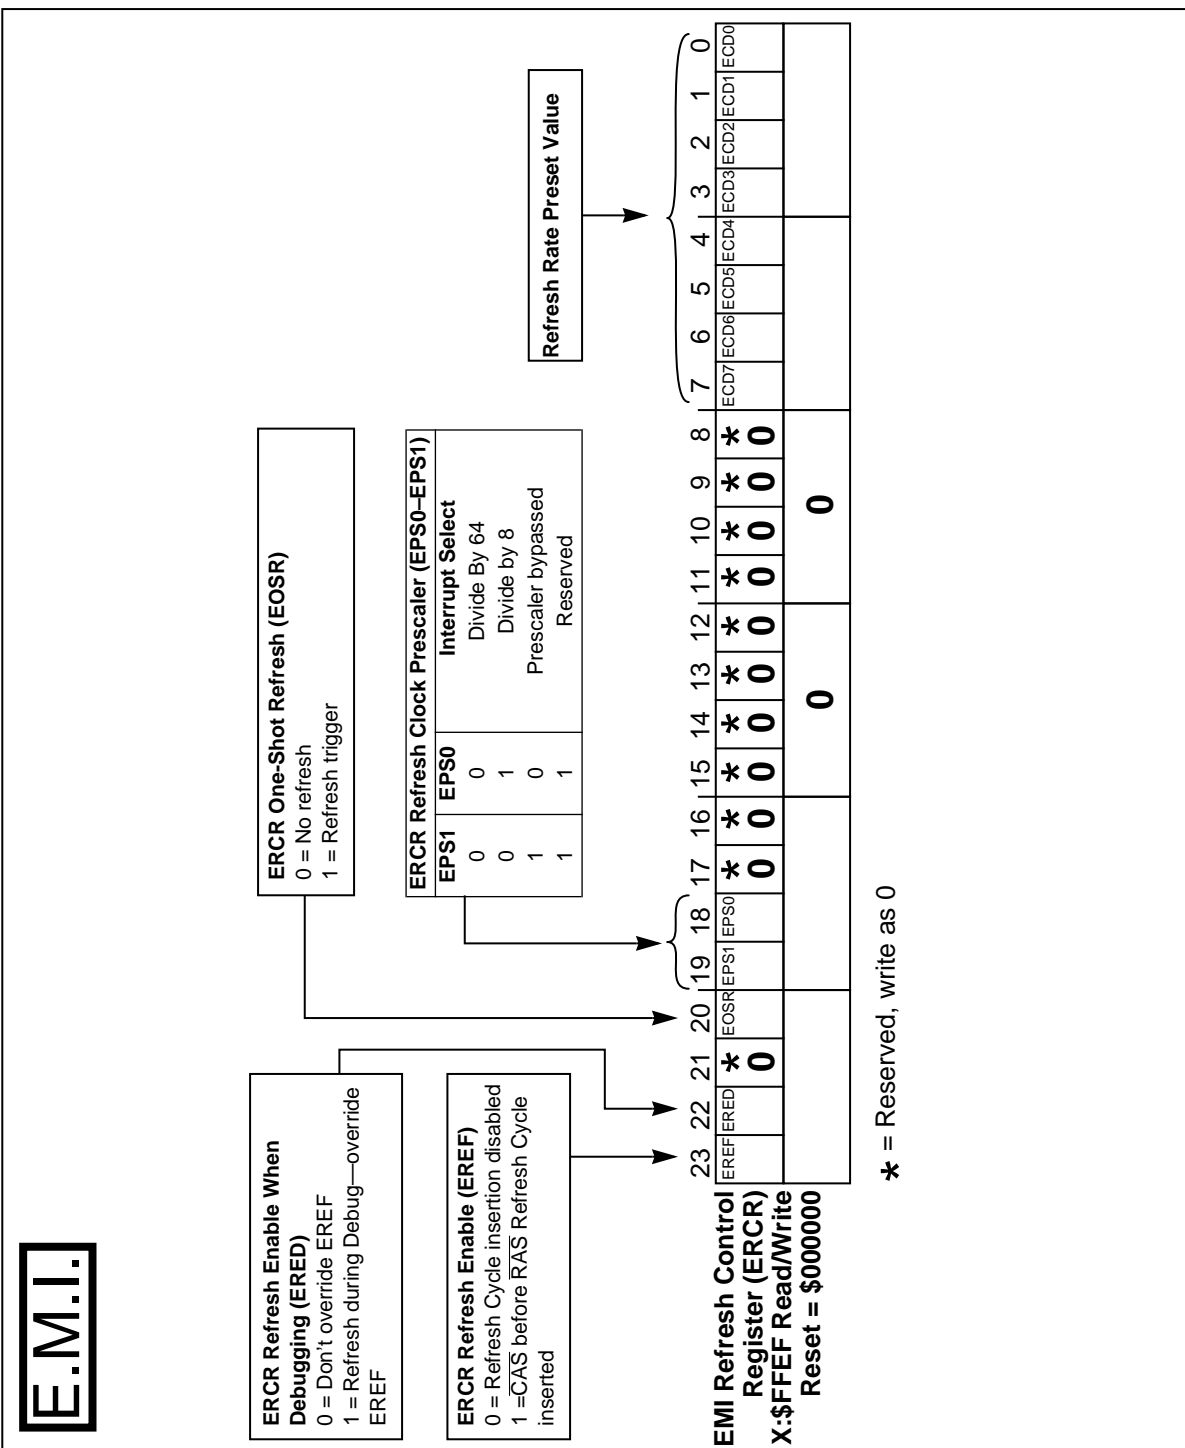 E.M.I.
ERCR Refresh Enable When
Debugging (ERED)
0 = Don't override EREF
1 = Refresh during Debug—override
EREF
ERCR One-Shot Refresh (EOSR)
0 = No refresh
1 = Refresh trigger
ERCR Refresh Enable (EREF)
0 = Refresh Cycle insertion disabled
1 =CAS before RAS Refresh Cycle
inserted
ERCR Refresh Clock Prescaler (EPS0–EPS1)
EPS1 EPS0 Interrupt Select
0 0 Divide By 64
0 1 Divide by 8
1 0 Prescaler bypassed
1 1 Reserved
Refresh Rate Preset Value
23 22 21 20 19 18 17 16 15 14 13 12 11 10 9 8 7 6 5 4 3 2 1 0
EREF ERED * EOSR EPS1 EPS0 * * * * * * * * * * ECD7 ECD6 ECD5 ECD4 ECD3 ECD2 ECD1 ECD0
0 0 0 0 0 0 0 0 0 0 0
0 0
EMI Refresh Control
Register (ERCR)
X:$FFEF Read/Write
Reset = $000000
* = Reserved, write as 0